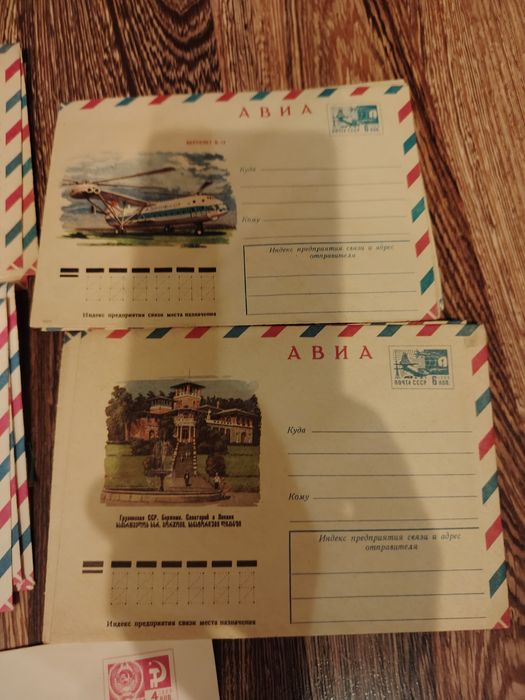 АВИА
ПОЧТА СССР 6 КОП
ВЕРТОЛЕТ В-12
Куда
Кому
Индекс предприятия связи и адрес
отправителя
Индекс предприятия связи места назначения
АВИА
ПОЧТА СССР 6 КОП
Куда
Грузинская ССР. Боржоми. Санаторий
Кому
Индекс предприятия связи и адрес
отправителя
Индекс предприятия связи места назначения
4
КОП